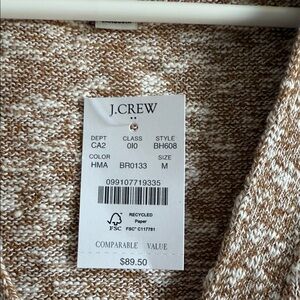 J.CREW
DEPT CLASS STYLE
CA2 0I0 BH608
COLOR SIZE
HMA BR0133 M
099107719335
RECYCLED
Paper
FSC FSC® C117781
COMPARABLE VALUE
$89.50